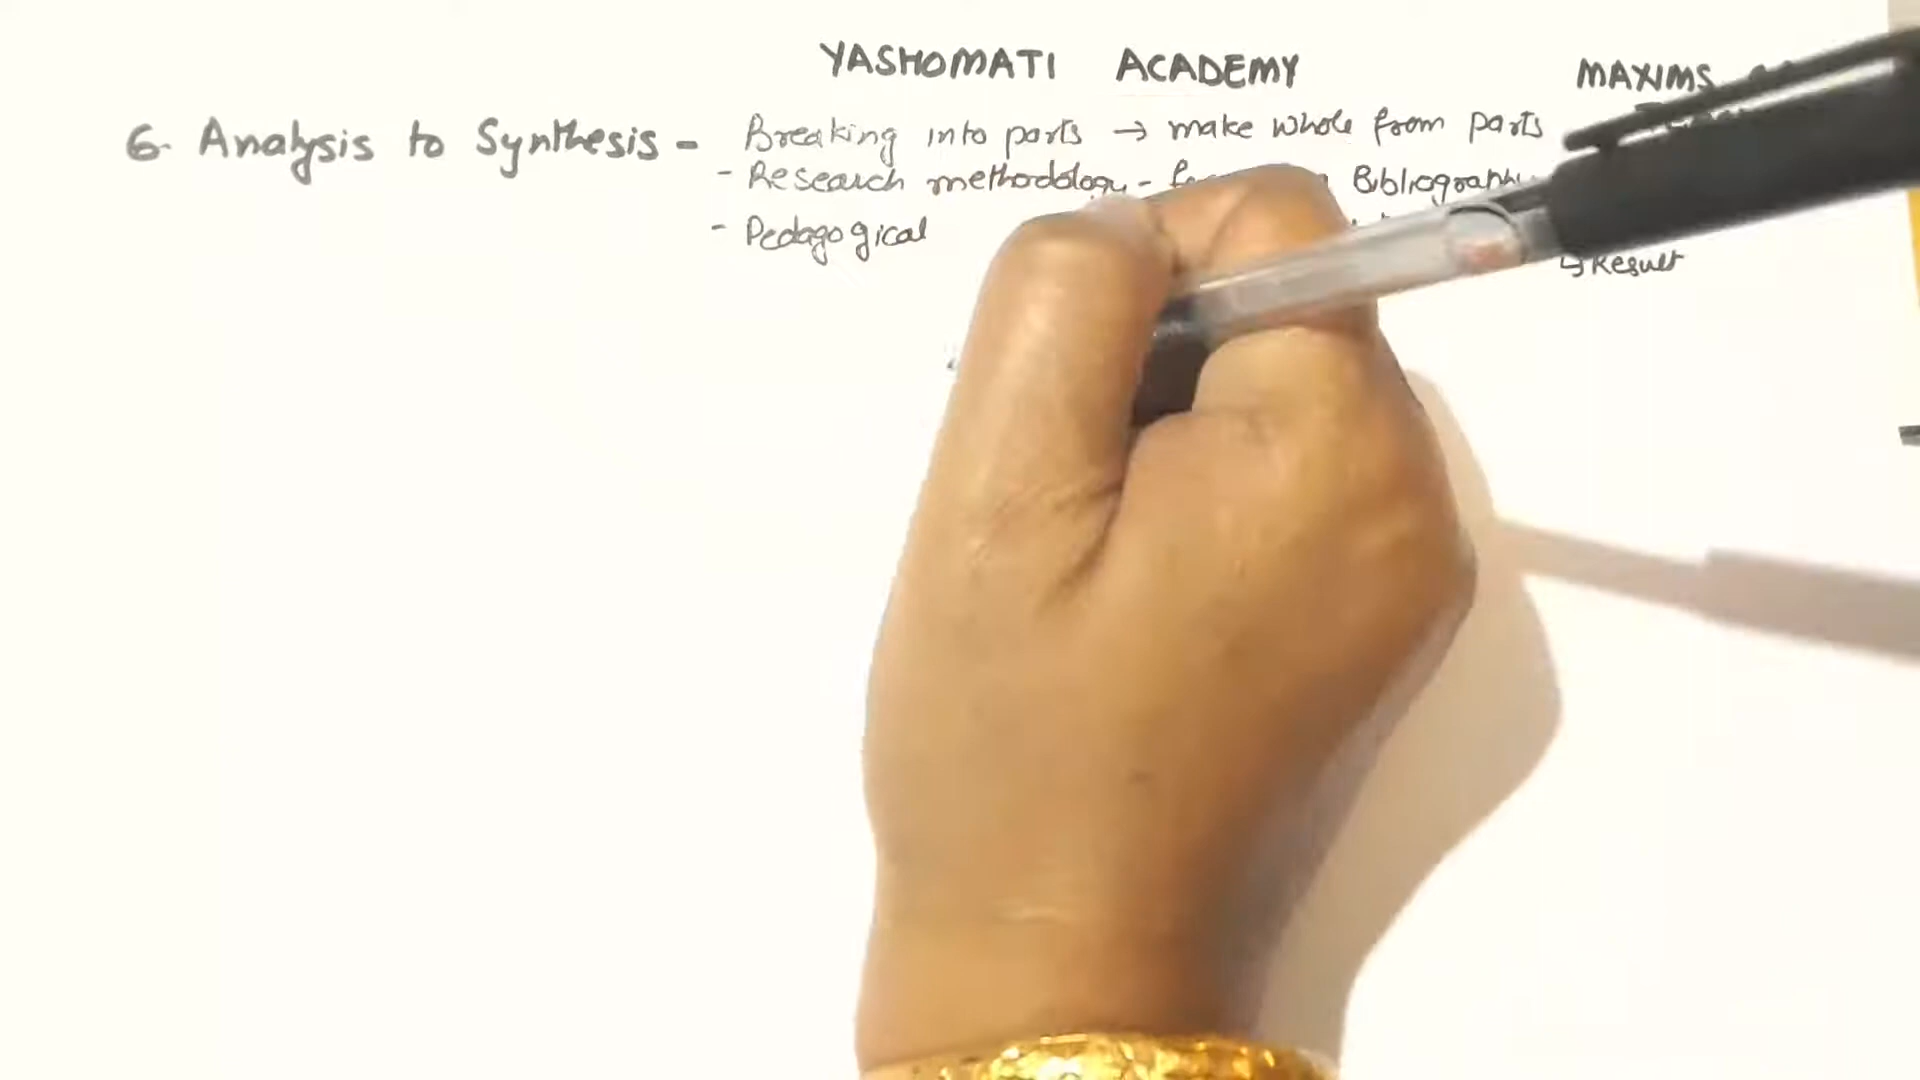 YASHOMATI ACADEMY MAXIMS
6. Analysis to Synthesis - Breaking into parts → make whole from parts
- Research methodology - Bibliography
- Pedagogical
↳ Result